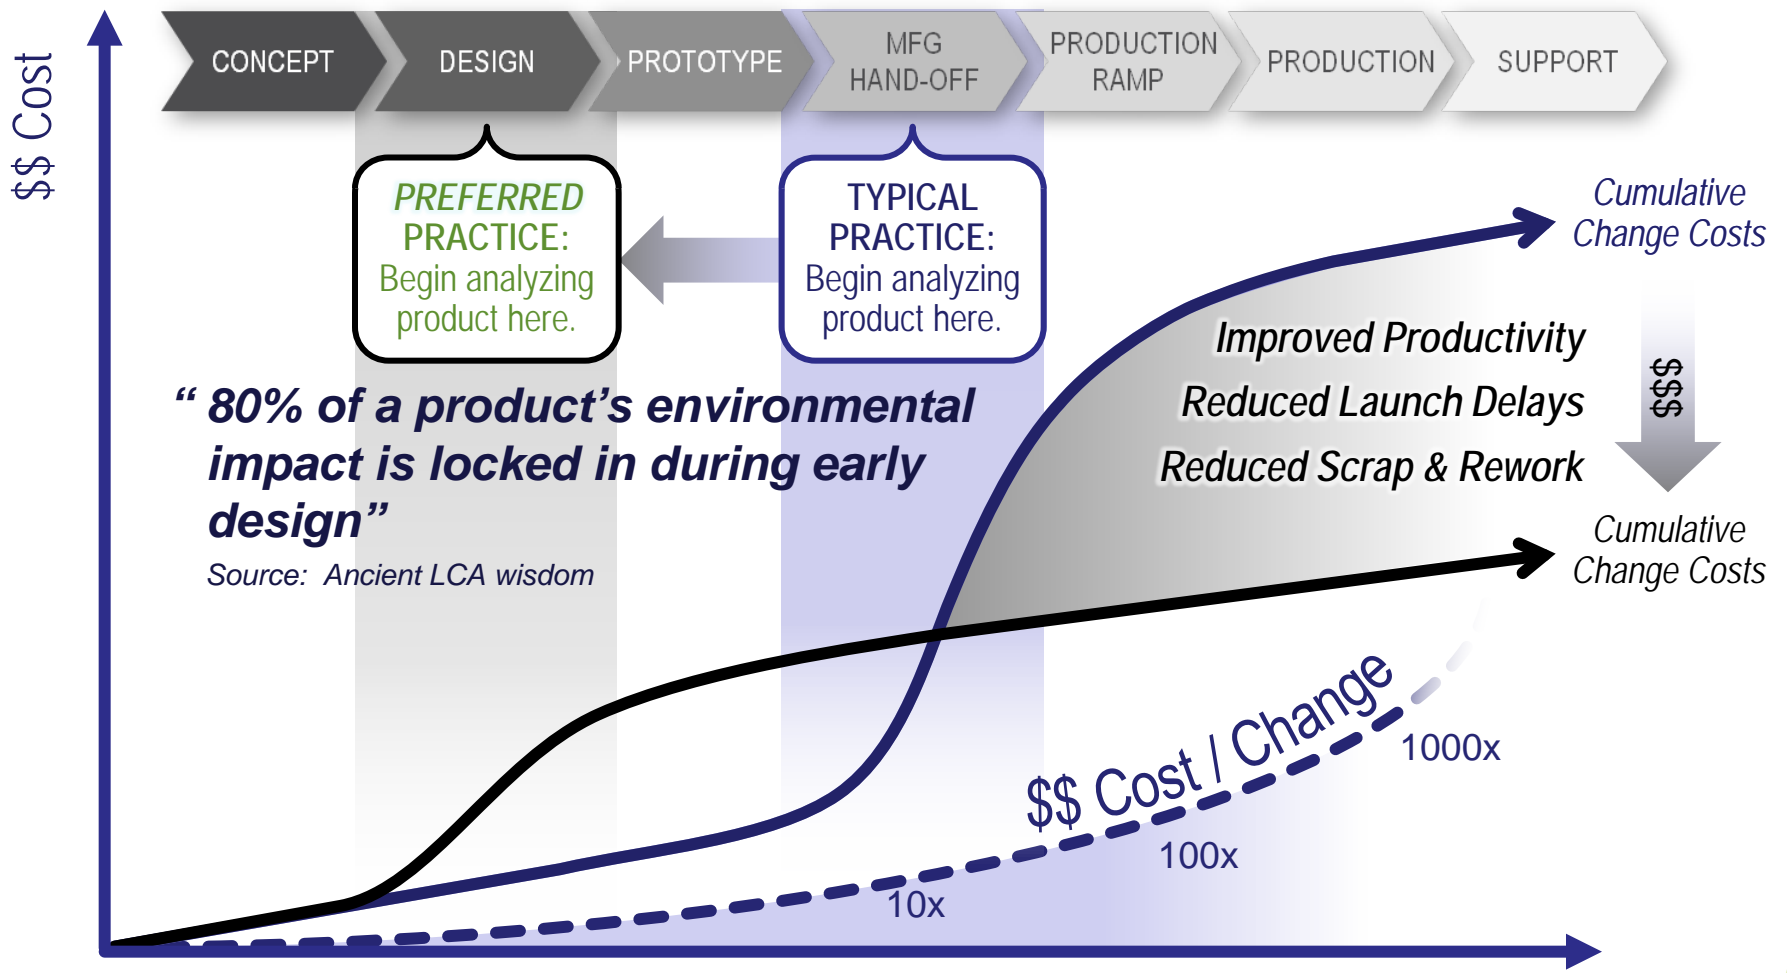 $$ Cost
CONCEPT
DESIGN
PROTOTYPE
MFG
HAND-OFF
PRODUCTION
RAMP
PRODUCTION
SUPPORT
PREFERRED
PRACTICE:
Begin analyzing
product here.
TYPICAL
PRACTICE:
Begin analyzing
product here.
Cumulative
Change Costs
“ 80% of a product’s environmental
impact is locked in during early
design”
Source: Ancient LCA wisdom
Improved Productivity
Reduced Launch Delays
Reduced Scrap & Rework
$$$
Cumulative
Change Costs
$$ Cost / Change
10x
100x
1000x